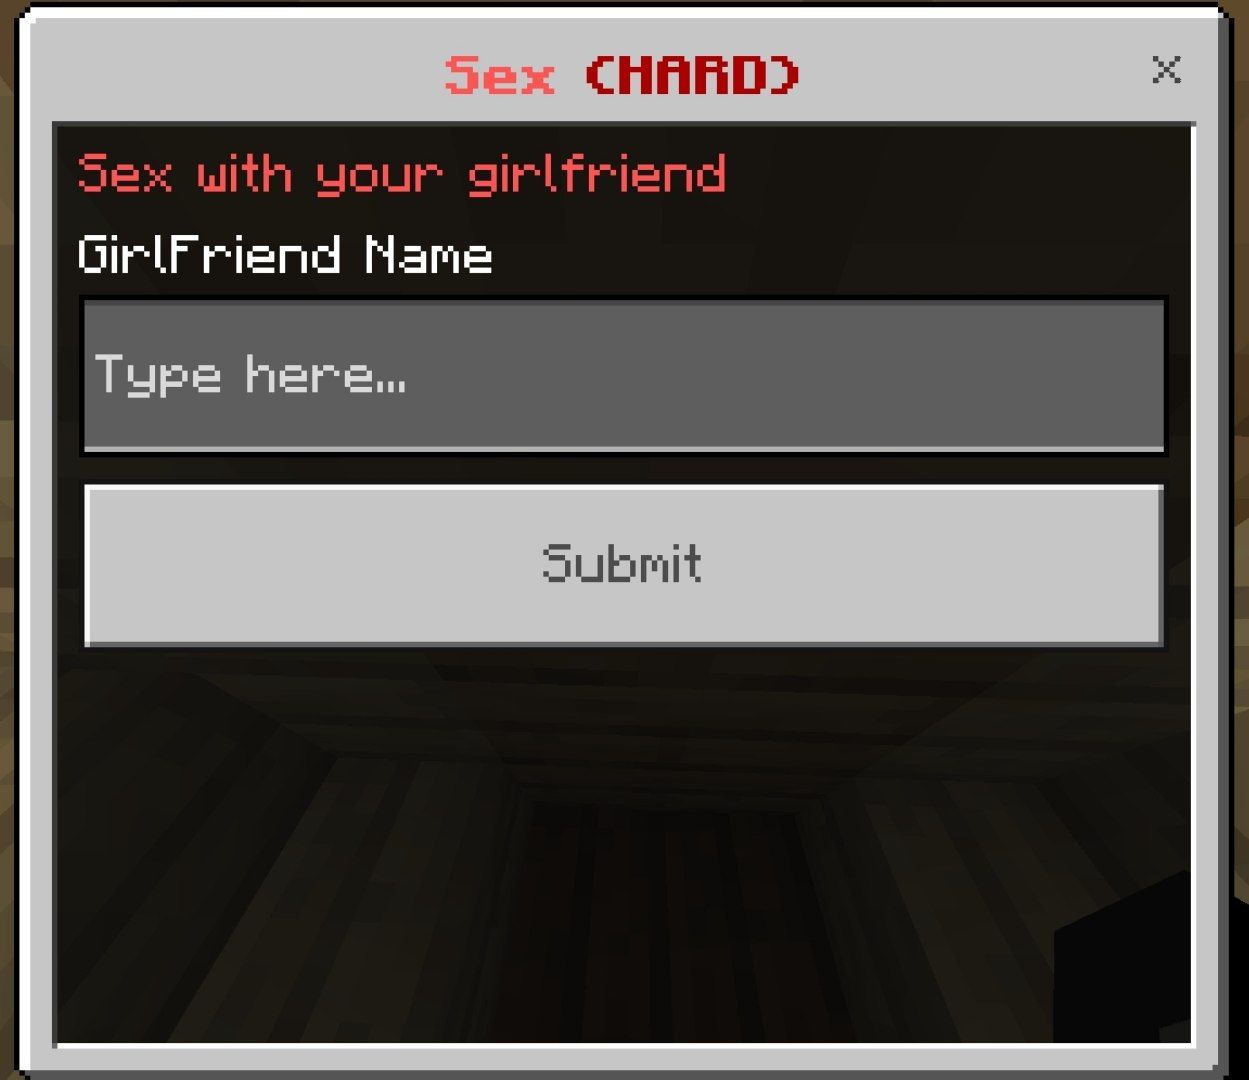 Sex (HARD)
Sex with your girlfriend
GirlFriend Name
Type here...
Submit